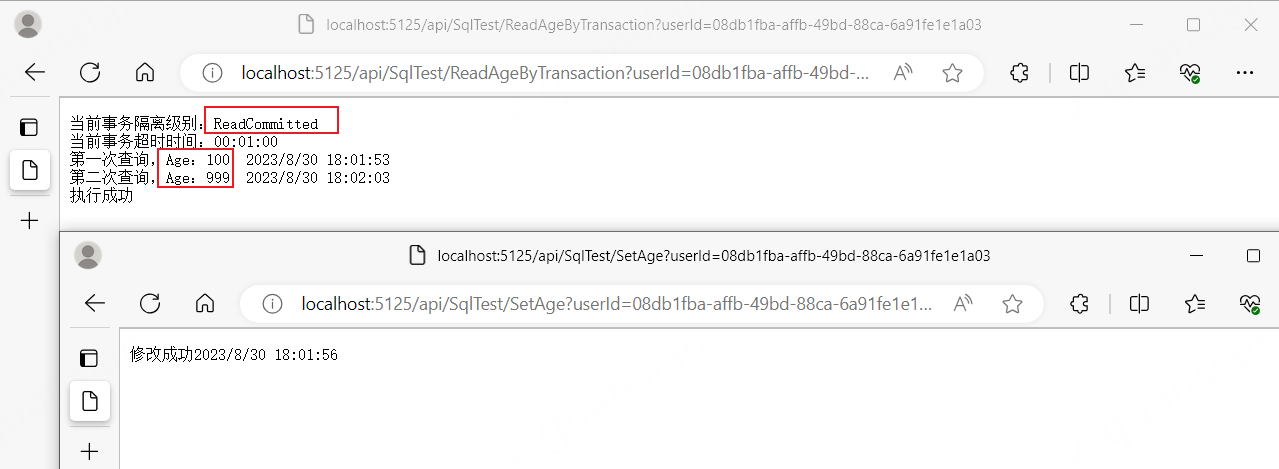 localhost:5125/api/SqlTest/ReadAgeByTransaction?userId=08db1fba-affb-49bd-88ca-6a91fe1e1a03
localhost:5125/api/SqlTest/ReadAgeByTransaction?userId=08db1fba-affb-49bd-...
当前事务隔离级别：ReadCommitted
当前事务超时时间：00:01:00
第一次查询，Age：100 2023/8/30 18:01:53
第二次查询，Age：999 2023/8/30 18:02:03
执行成功
localhost:5125/api/SqlTest/SetAge?userId=08db1fba-affb-49bd-88ca-6a91fe1e1a03
localhost:5125/api/SqlTest/SetAge?userId=08db1fba-affb-49bd-88ca-6a91fe1e1...
修改成功2023/8/30 18:01:56